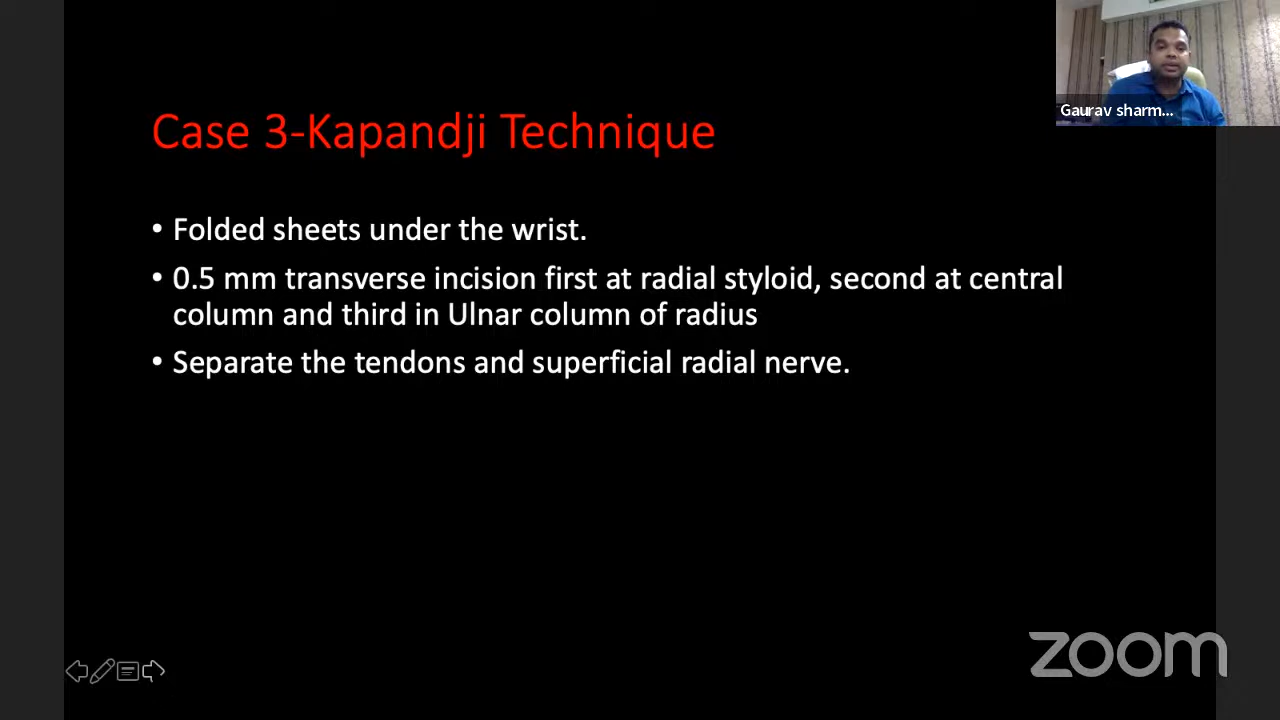 Gaurav sharm...
Case 3-Kapandji Technique
• Folded sheets under the wrist.
• 0.5 mm transverse incision first at radial styloid, second at central
column and third in Ulnar column of radius
• Separate the tendons and superficial radial nerve.
zoom